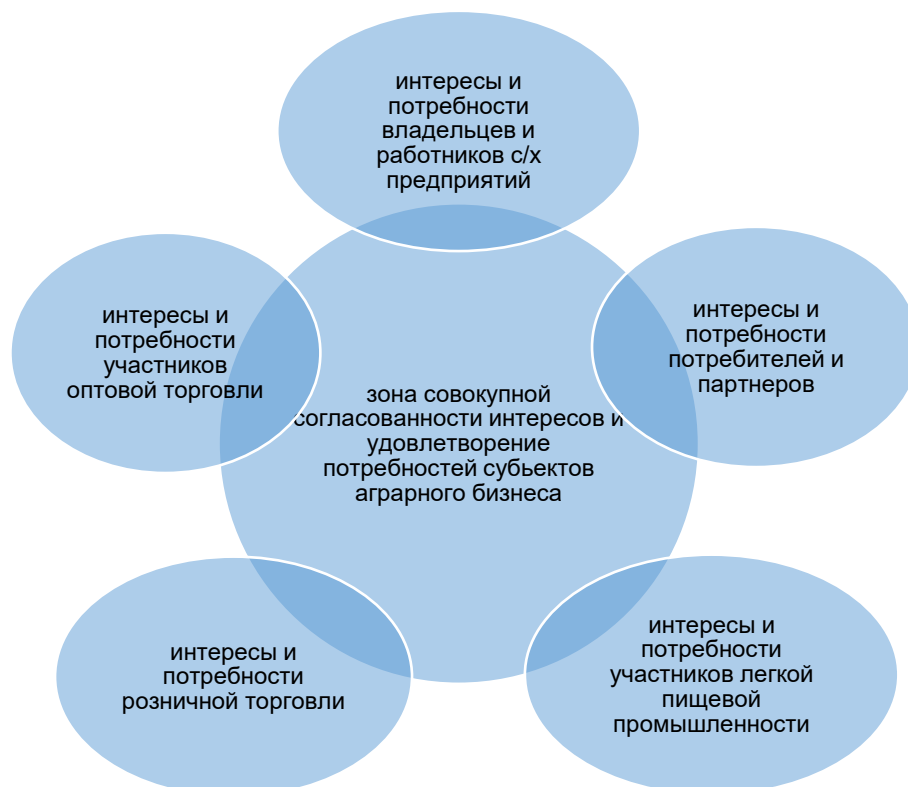 интересы и
потребности
владельцев и
работников с/х
предприятий
интересы и
потребности
участников
оптовой торговли
интересы и
потребности
потребителей и
партнеров
зона совокупной
согласованности интересов и
удовлетворение
потребностей субьектов
аграрного бизнеса
интересы и
потребности
розничной торговли
интересы и
потребности
участников легкой
пищевой
промышленности